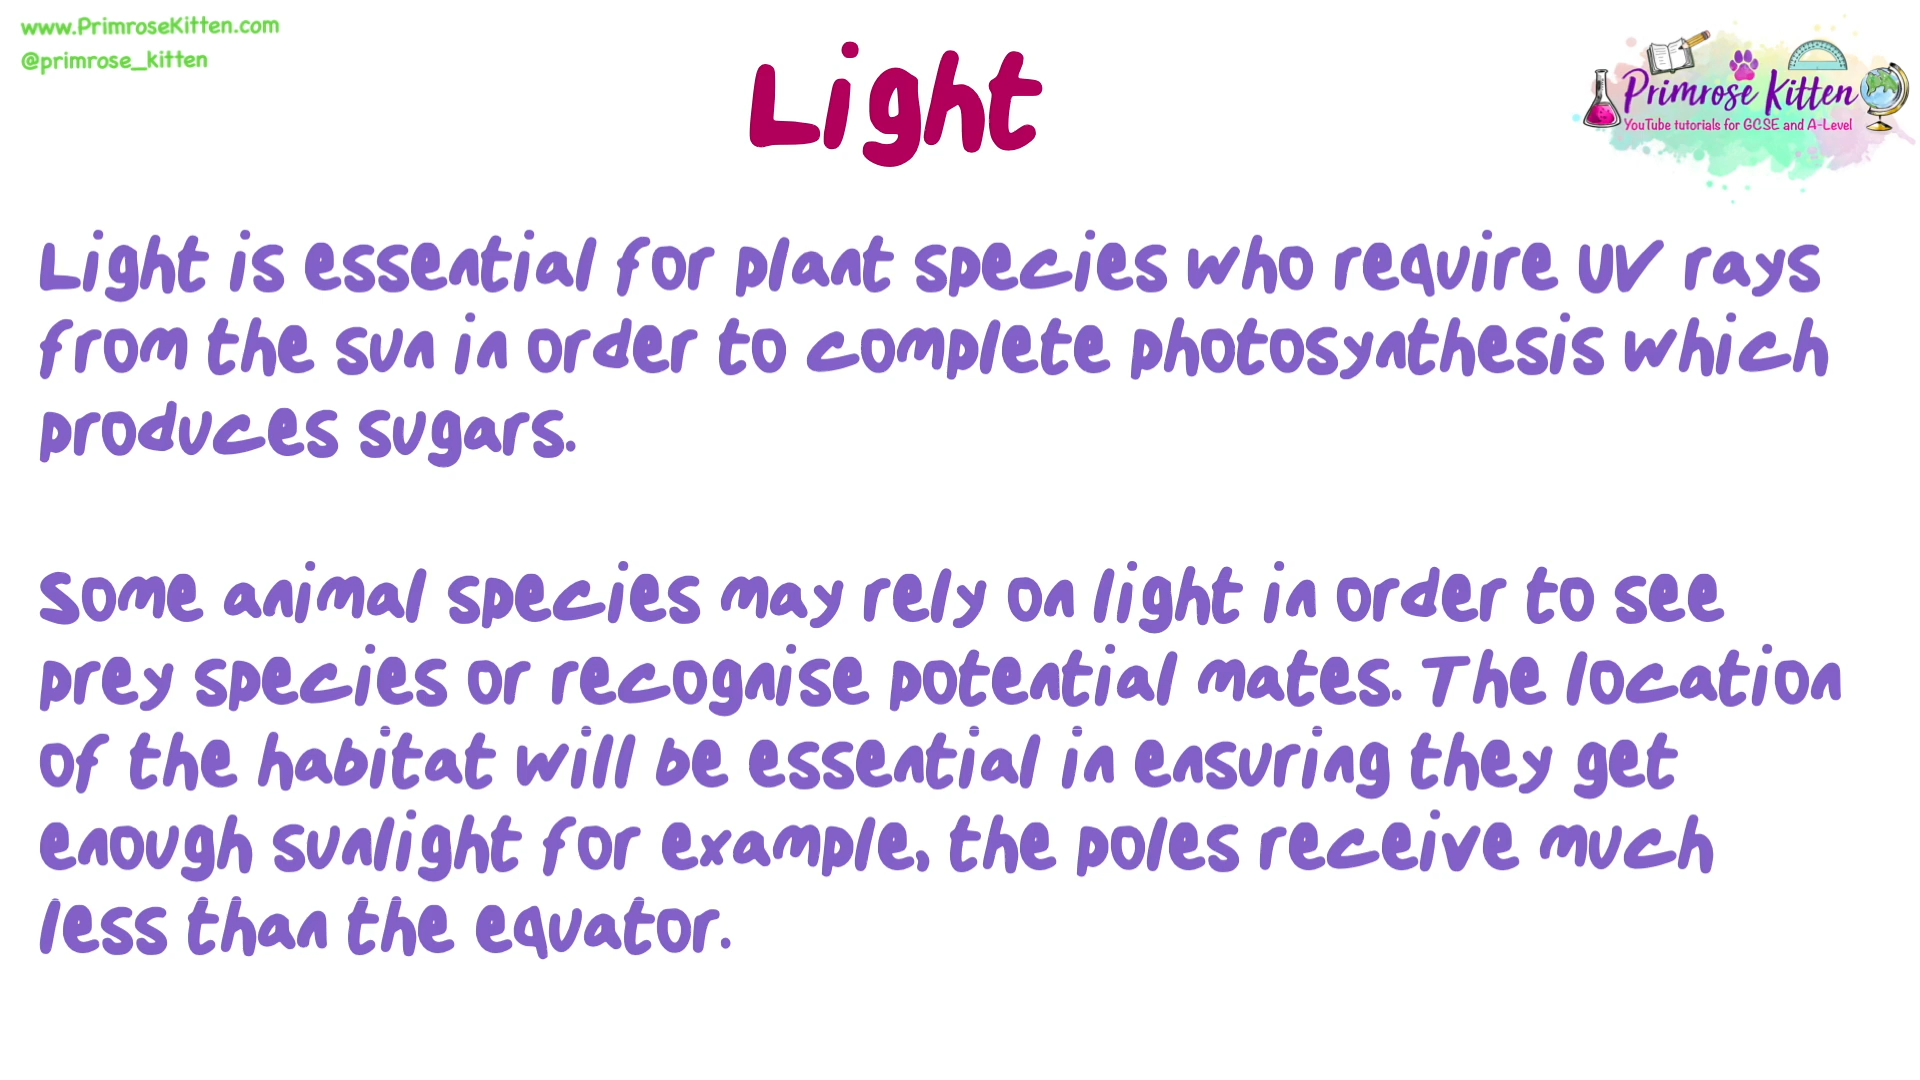 www.PrimroseKitten.com
@primrose_kitten
Light
Primrose Kitten
YouTube tutorials for GCSE and A-Level
Light is essential for plant species who require UV rays
from the sun in order to complete photosynthesis which
produces sugars.
Some animal species may rely on light in order to see
prey species or recognise potential mates. The location
of the habitat will be essential in ensuring they get
enough sunlight for example, the poles receive much
less than the equator.